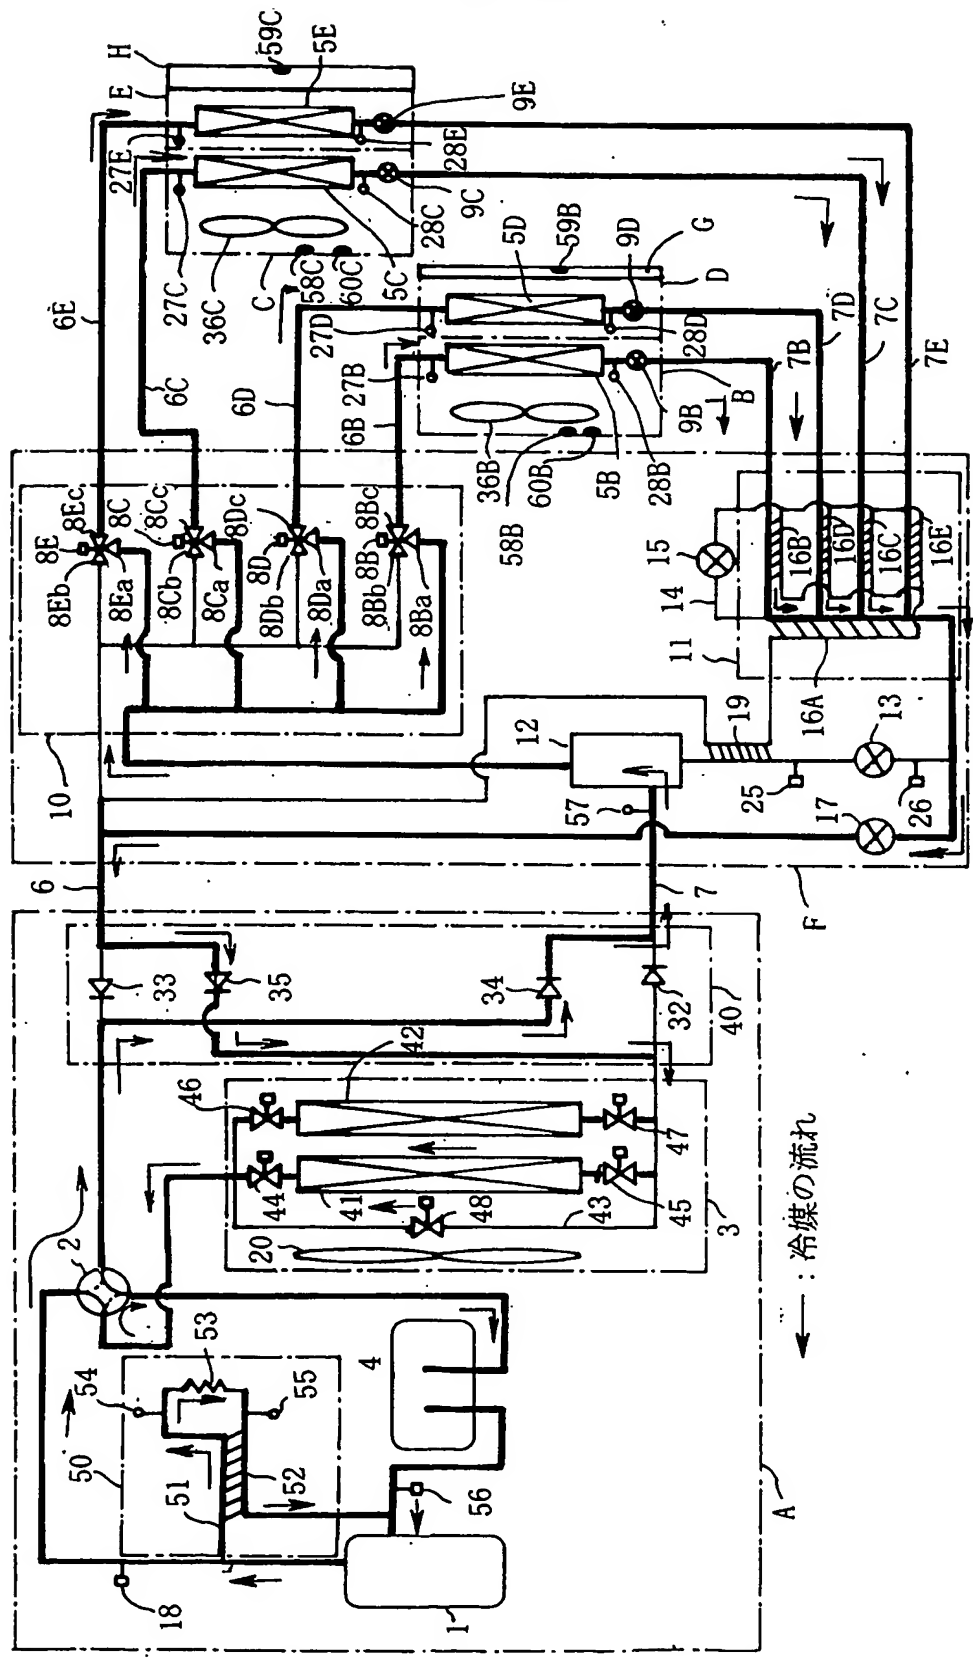 H
59C
E
5E
27E
9E
28E
27C
36C
C
58C
60C
5C
28C
9C
6E
6C
27D
5D
59B
9D
G
D
28D
6D
27B
6B
36B
60B
58B
5B
28B
9B
B
7B
7D
7C
7E
8Ec
8E
8Eb
8Ea
8Cc
8C
8Cb
8Ca
8Dc
8D
8Db
8Da
8Bc
8B
8Bb
8Ba
10
15
14
11
16B
16D
16C
16E
16A
12
19
13
25
26
17
57
F
6
7
33
35
34
32
40
42
46
47
44
41
45
48
43
20
3
2
53
54
55
50
51
52
4
56
1
18
A
: 冷媒の流れ